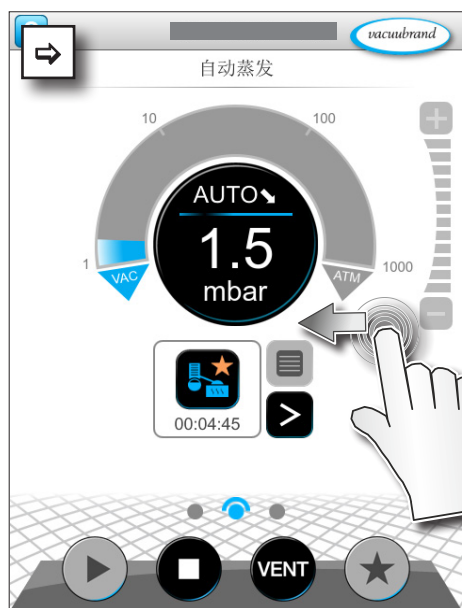 vacuubrand
自动蒸发
10
100
AUTO
1.5
mbar
1
VAC
ATM
1000
00:04:45
VENT